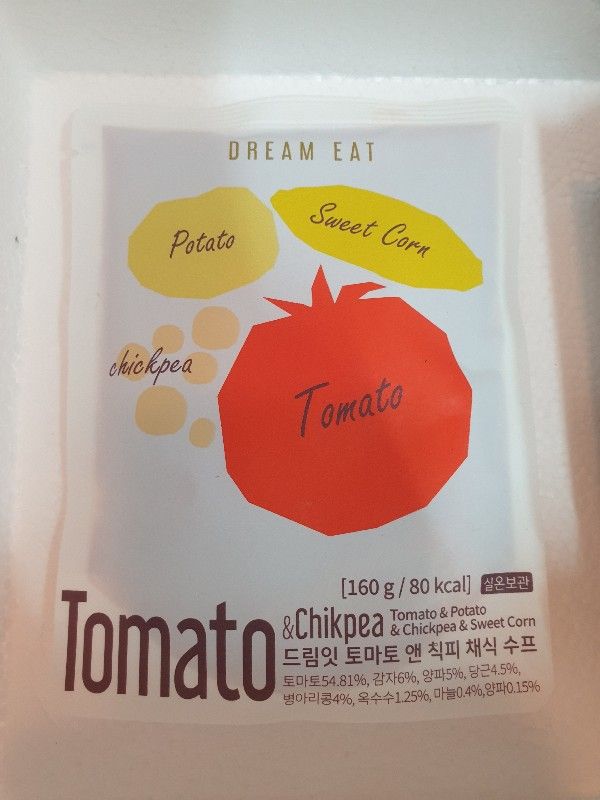 DREAM EAT
Potato
Sweet Corn
chickpea
Tomato
[160 g / 80 kcal] 실온보관
Tomato
&Chikpea
Tomato & Potato
& Chickpea & Sweet Corn
드림잇 토마토 앤 칙피 채식 수프
토마토54.81%, 감자6%, 양파5%, 당근4.5%,
병아리콩4%, 옥수수1.25%, 마늘0.4%,양파0.15%